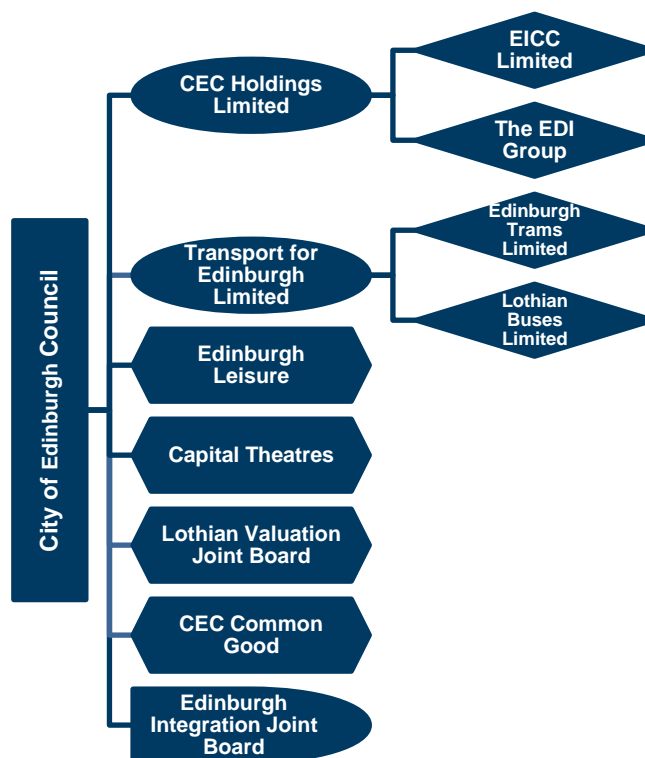 City of Edinburgh Council
CEC Holdings
Limited
EICC
Limited
The EDI
Group
Transport for
Edinburgh
Limited
Edinburgh
Trams
Limited
Lothian
Buses
Limited
Edinburgh
Leisure
Capital Theatres
Lothian Valuation
Joint Board
CEC Common
Good
Edinburgh
Integration Joint
Board